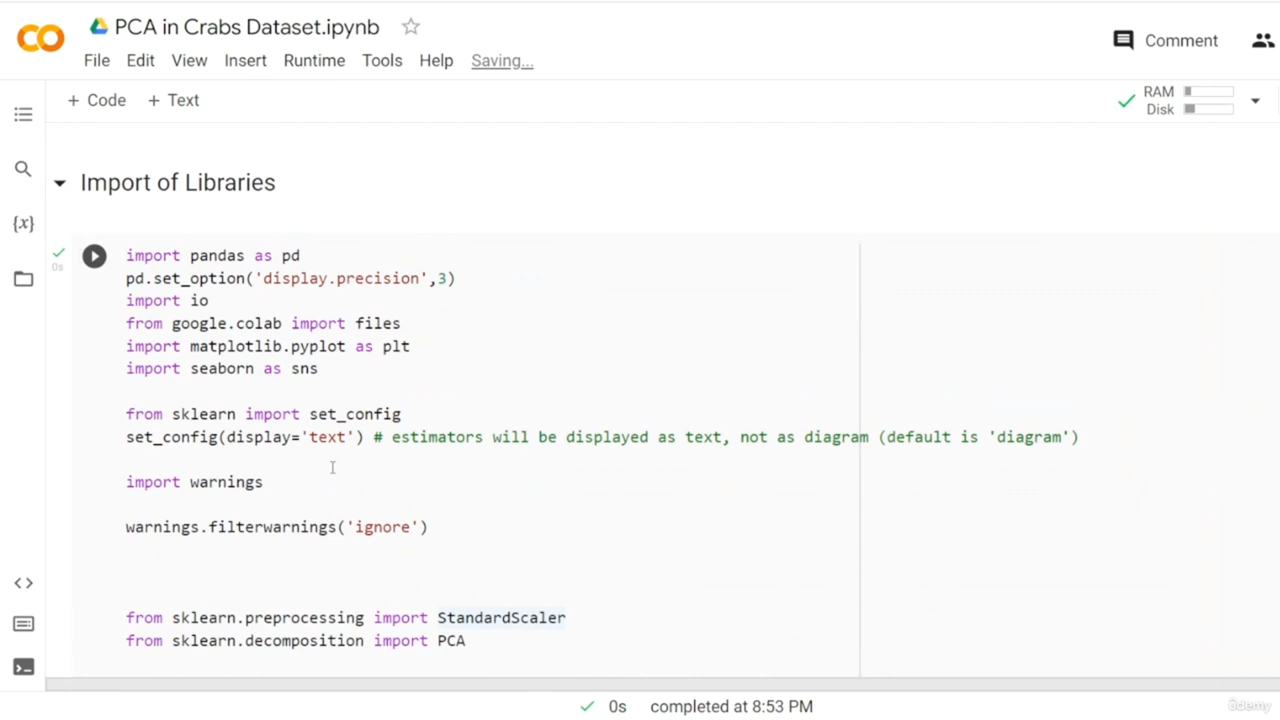 PCA in Crabs Dataset.ipynb
Comment
File Edit View Insert Runtime Tools Help Saving...
+ Code + Text
RAM
Disk
Import of Libraries
{x}
0s
import pandas as pd
pd.set_option('display.precision',3)
import io
from google.colab import files
import matplotlib.pyplot as plt
import seaborn as sns
from sklearn import set_config
set_config(display='text') # estimators will be displayed as text, not as diagram (default is 'diagram')
import warnings
warnings.filterwarnings('ignore')
from sklearn.preprocessing import StandardScaler
from sklearn.decomposition import PCA
0s completed at 8:53 PM
ûdemy